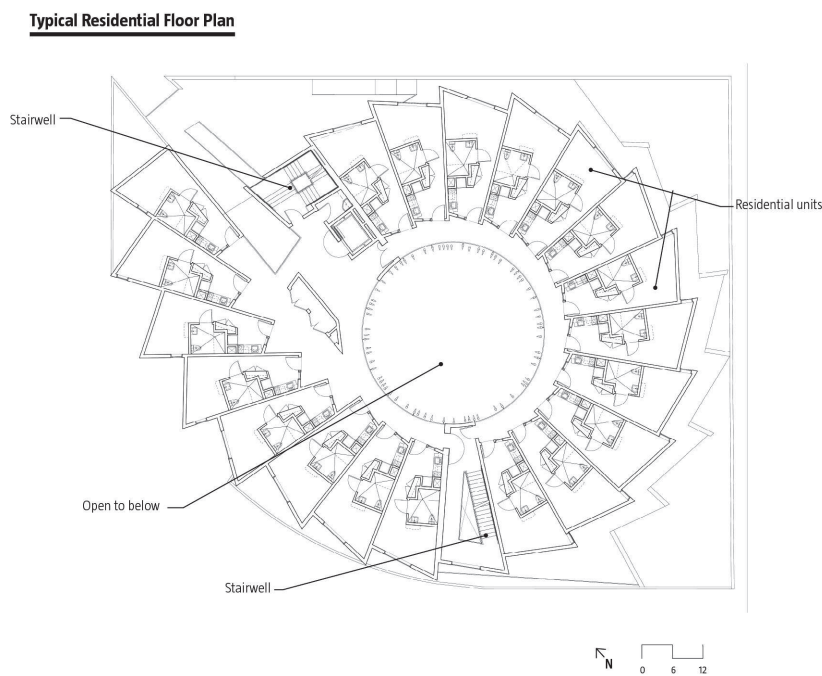 Typical Residential Floor Plan
Stairwell
Residential units
Open to below
Stairwell
N
0 6 12